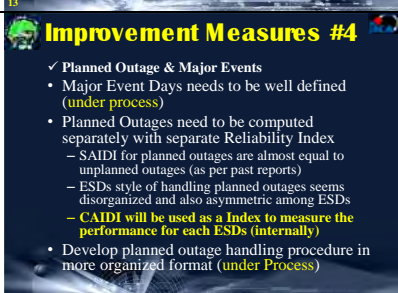 13
Improvement Measures #4
✓ Planned Outage & Major Events
• Major Event Days needs to be well defined
(under process)
• Planned Outages need to be computed
separately with separate Reliability Index
– SAIDI for planned outages are almost equal to
unplanned outages (as per past reports)
– ESDs style of handling planned outages seems
disorganized and also asymmetric among ESDs
– CAIDI will be used as a Index to measure the
performance for each ESDs (internally)
• Develop planned outage handling procedure in
more organized format (under Process)